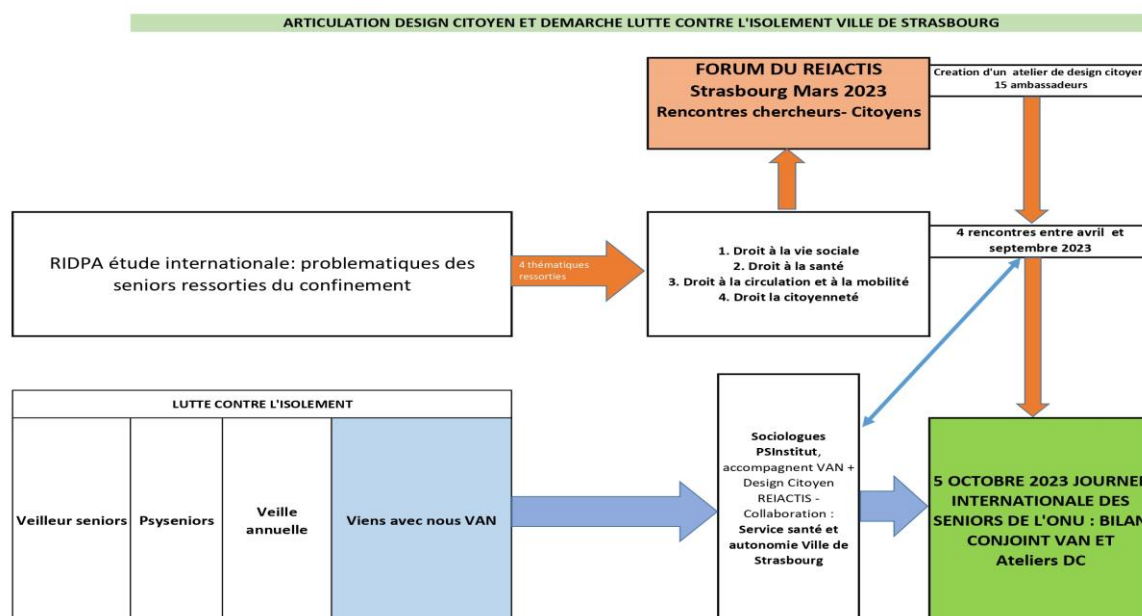 ARTICULATION DESIGN CITOYEN ET DEMARCHE LUTTE CONTRE L'ISOLEMENT VILLE DE STRASBOURG
FORUM DU REIACTIS
Strasbourg Mars 2023
Rencontres chercheurs- Citoyens
Creation d'un atelier de design citoyen
15 ambassadeurs
RIDPA étude internationale: problematiques des
seniors ressorties du confinement
4 thématiques
ressorties
1. Droit à la vie sociale
2. Droit à la santé
3. Droit à la circulation et à la mobilité
4. Droit la citoyenneté
4 rencontres entre avril et
septembre 2023
LUTTE CONTRE L'ISOLEMENT
Veilleur seniors
Psyseniors
Veille
annuelle
Viens avec nous VAN
Sociologues
PSInstitut,
accompagnent VAN +
Design Citoyen
REIACTIS -
Collaboration :
Service santé et
autonomie Ville de
Strasbourg
5 OCTOBRE 2023 JOURNEE
INTERNATIONALE DES
SENIORS DE L'ONU : BILAN
CONJOINT VAN ET
Ateliers DC